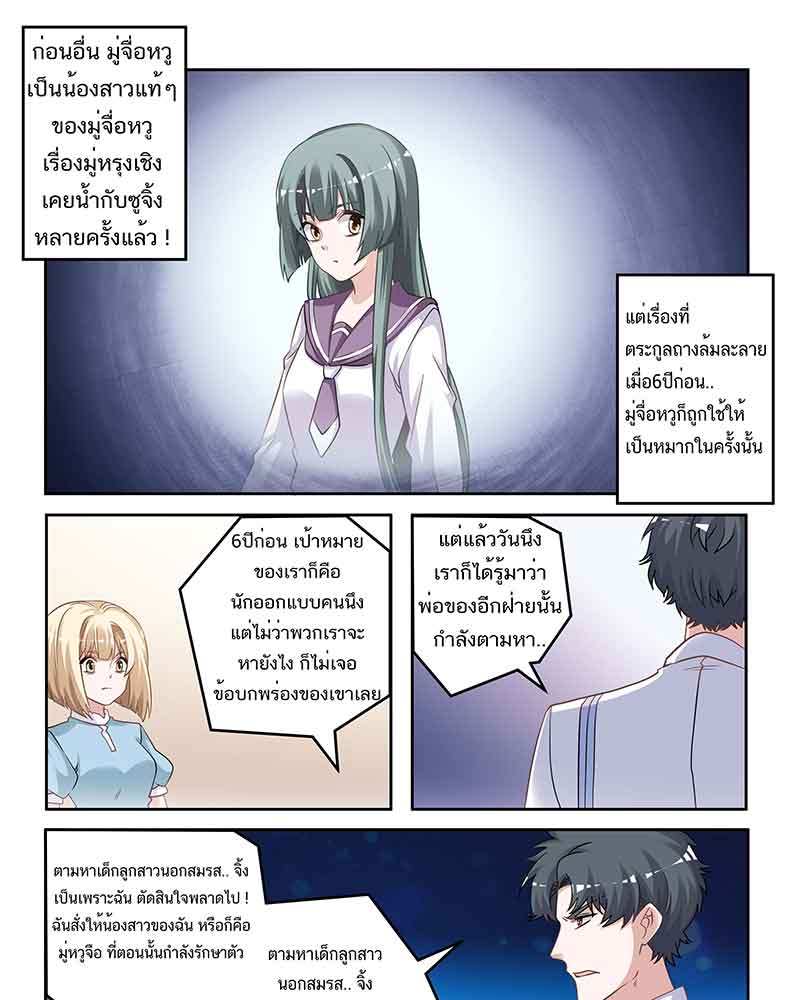 ก่อนอื่น มู่จื่อหวู
เป็นน้องสาวแท้ๆ
ของมู่จื่อหวู
เรื่องมู่หรุงเชิง
เคยน้ำกับซูจิ้ง
หลายครั้งแล้ว !
แต่เรื่องที่
ตระกูลถางล้มละลาย
เมื่อ6ปีก่อน..
มู่จื่อหวูก็ถูกใช้ให้
เป็นหมากในครั้งนั้น
6ปีก่อน เป้าหมาย
ของเราก็คือ
นักออกแบบคนนึง
แต่ไม่ว่าพวกเราจะ
หายังไง ก็ไม่เจอ
ข้อบกพร่องของเขาเลย
แต่แล้ววันนึง
เราก็ได้รู้มาว่า
พ่อของอีกฝ่ายนั้น
กำลังตามหา..
ตามหาเด็กลูกสาวนอกสมรส.. จิ้ง
เป็นเพราะฉัน ตัดสินใจพลาดไป !
ฉันสั่งให้น้องสาวของฉัน หรือก็คือ
มู่หวูจือ ที่ตอนนั้นกำลังรักษาตัว
ตามหาเด็กลูกสาว
นอกสมรส.. จิ้ง